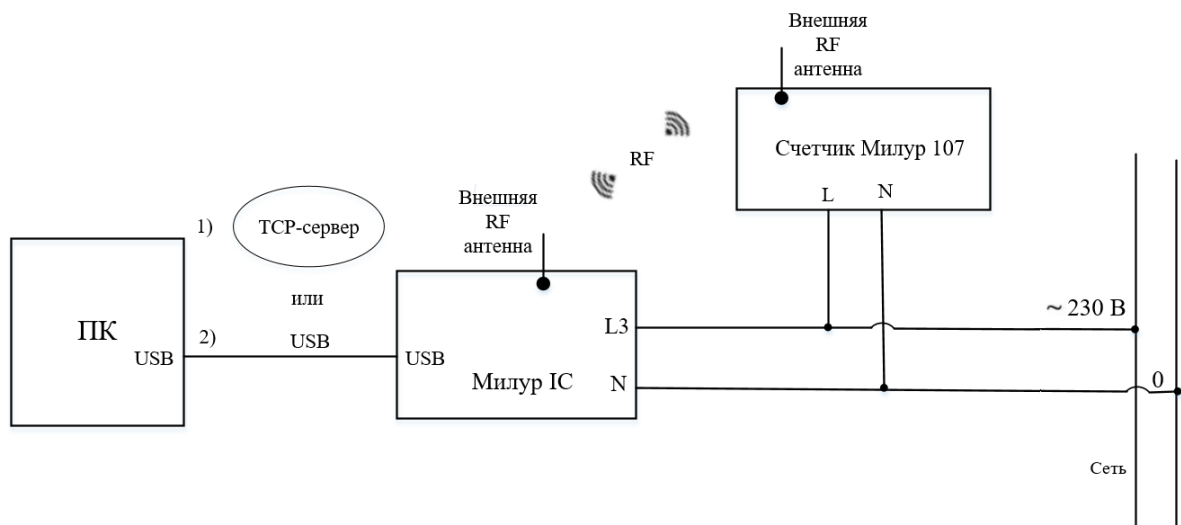 Внешняя
RF
антенна
Счетчик Милур 107
L N
RF
Внешняя
RF
антенна
1) TCP-сервер
или
2) USB
ПК
USB
USB
L3
N
Милур IC
~ 230 В
0
Сеть